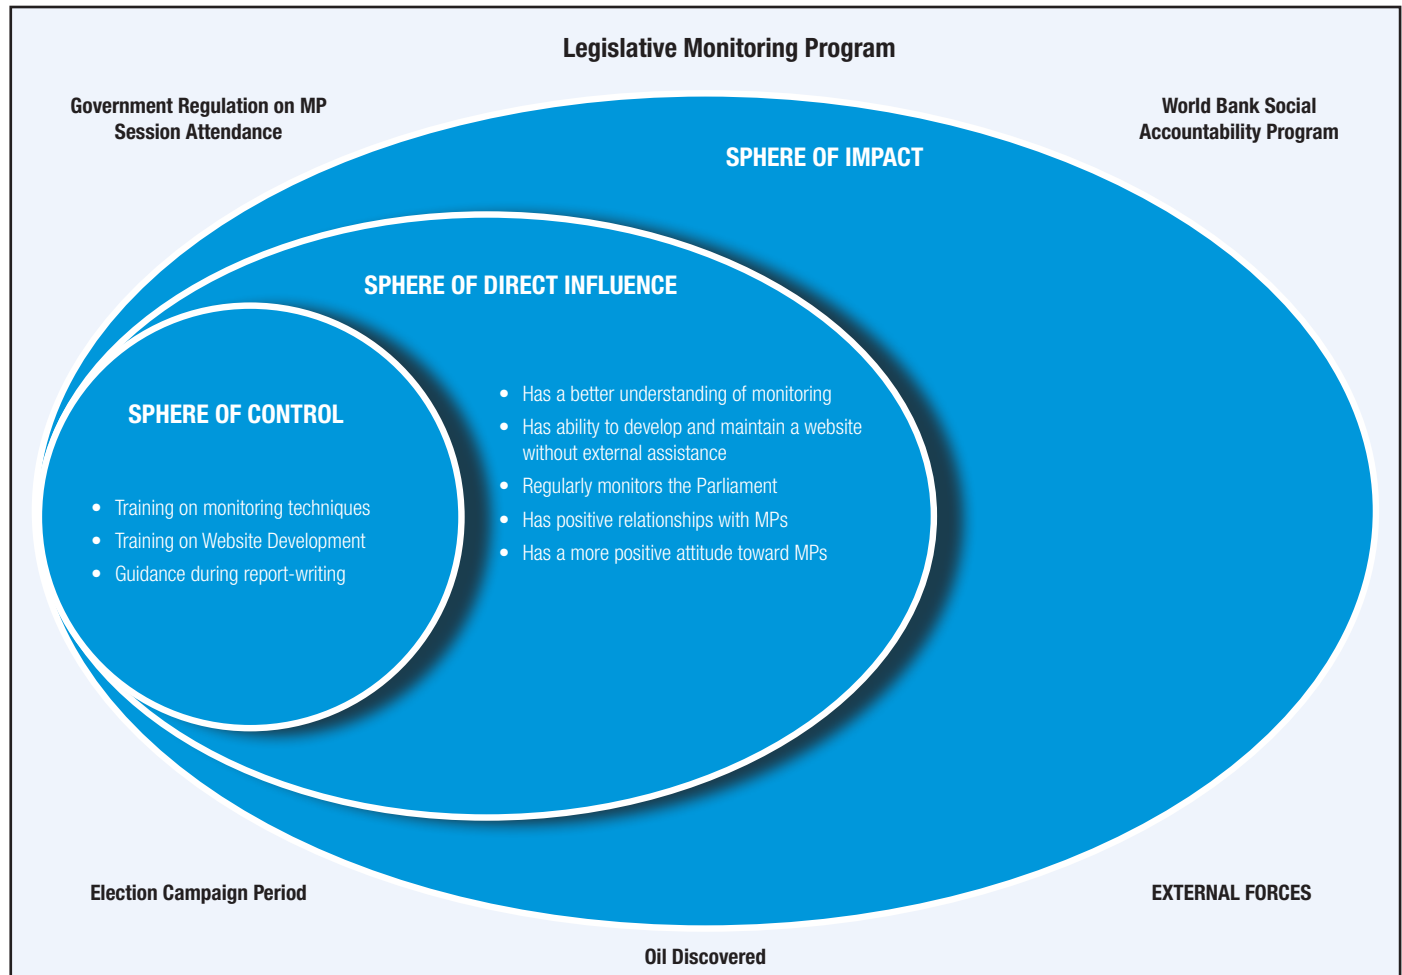 Legislative Monitoring Program
Government Regulation on MP
Session Attendance
World Bank Social
Accountability Program
SPHERE OF IMPACT
SPHERE OF DIRECT INFLUENCE
• Has a better understanding of monitoring
• Has ability to develop and maintain a website
without external assistance
• Regularly monitors the Parliament
• Has positive relationships with MPs
• Has a more positive attitude toward MPs
SPHERE OF CONTROL
• Training on monitoring techniques
• Training on Website Development
• Guidance during report-writing
Election Campaign Period
EXTERNAL FORCES
Oil Discovered